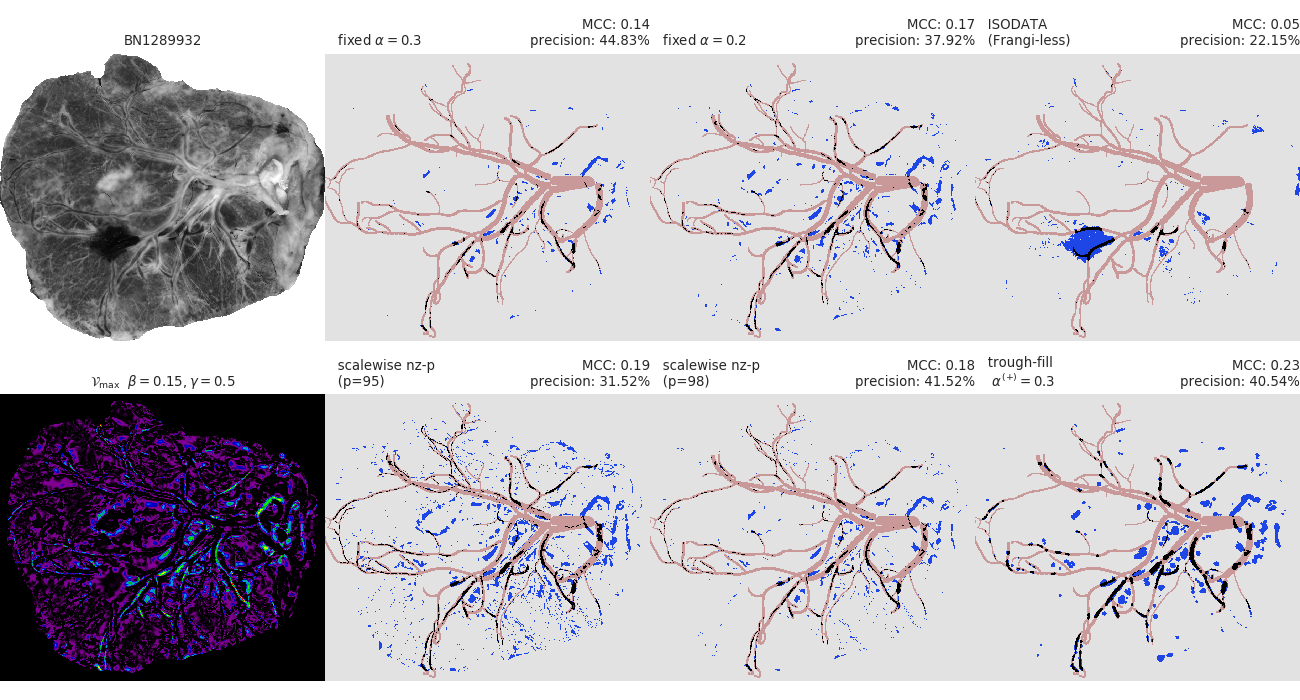 BN1289932
fixed α = 0.3
MCC: 0.14
precision: 44.83%
fixed α = 0.2
MCC: 0.17
precision: 37.92%
ISODATA
(Frangi-less)
MCC: 0.05
precision: 22.15%
𝒱max β = 0.15, γ = 0.5
scalewise nz-p
(p=95)
MCC: 0.19
precision: 31.52%
scalewise nz-p
(p=98)
MCC: 0.18
precision: 41.52%
trough-fill
α(+) = 0.3
MCC: 0.23
precision: 40.54%